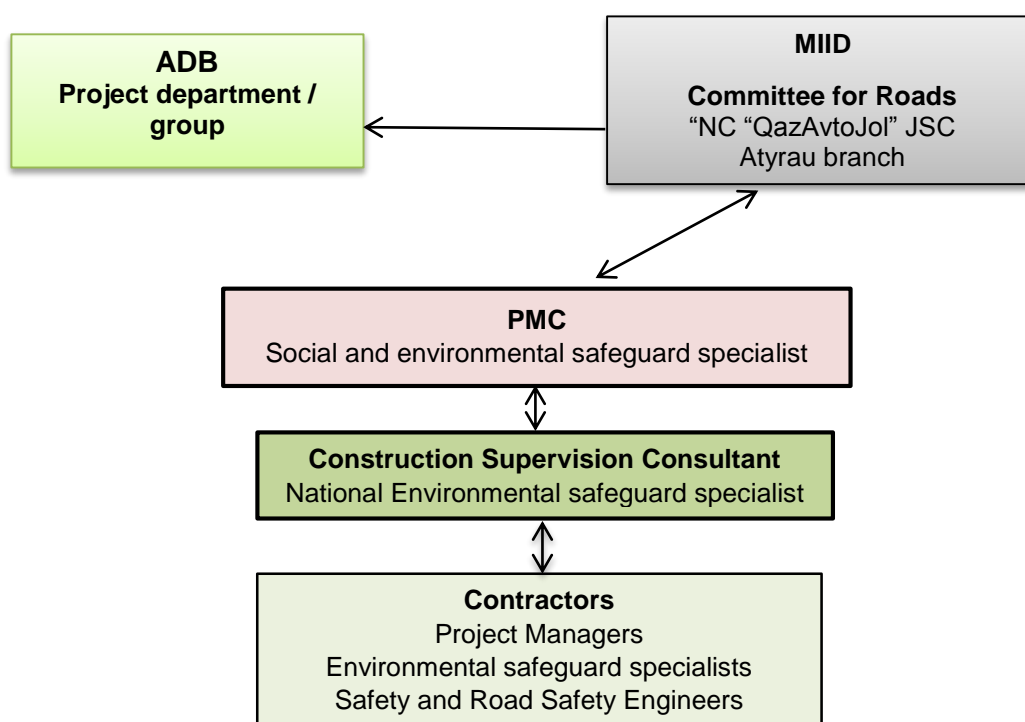 ADB
Project department /
group
MIID
Committee for Roads
“NC “QazAvtoJol” JSC
Atyrau branch
PMC
Social and environmental safeguard specialist
Construction Supervision Consultant
National Environmental safeguard specialist
Contractors
Project Managers
Environmental safeguard specialists
Safety and Road Safety Engineers